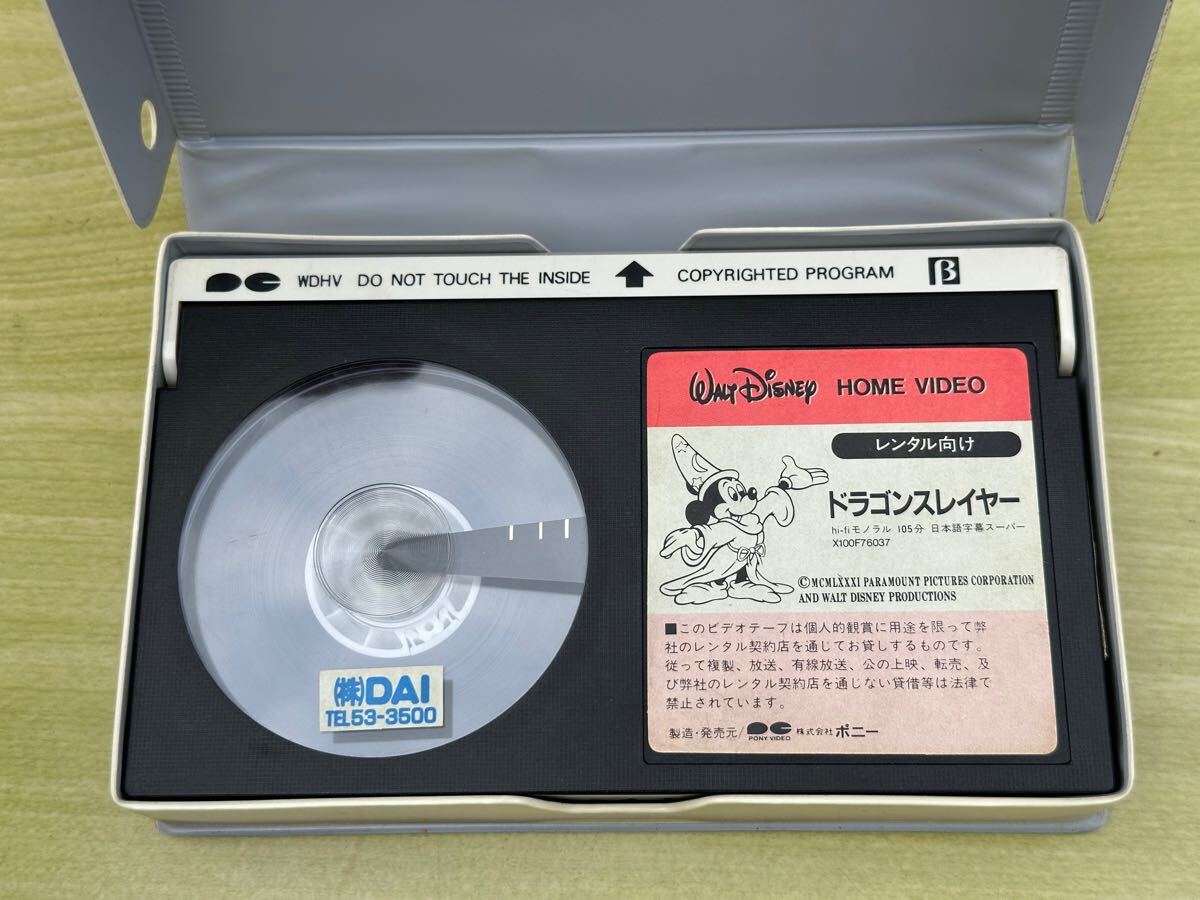 WDHV DO NOT TOUCH THE INSIDE COPYRIGHTED PROGRAM β
WALT DISNEY HOME VIDEO
レンタル向け
ドラゴンスレイヤー
hi-fiモノラル 105分 日本語字幕スーパー
X100F76037
©MCMLXXXI PARAMOUNT PICTURES CORPORATION
AND WALT DISNEY PRODUCTIONS
■このビデオテープは個人的観賞に用途を限って弊
社のレンタル契約店を通じてお貸しするものです。
従って複製、放送、有線放送、公の上映、転売、及
び弊社のレンタル契約店を通じない貸借等は法律で
禁止されています。
製造・発売元/ PONY VIDEO 株式会社 ポニー
(株)DAI
TEL53-3500